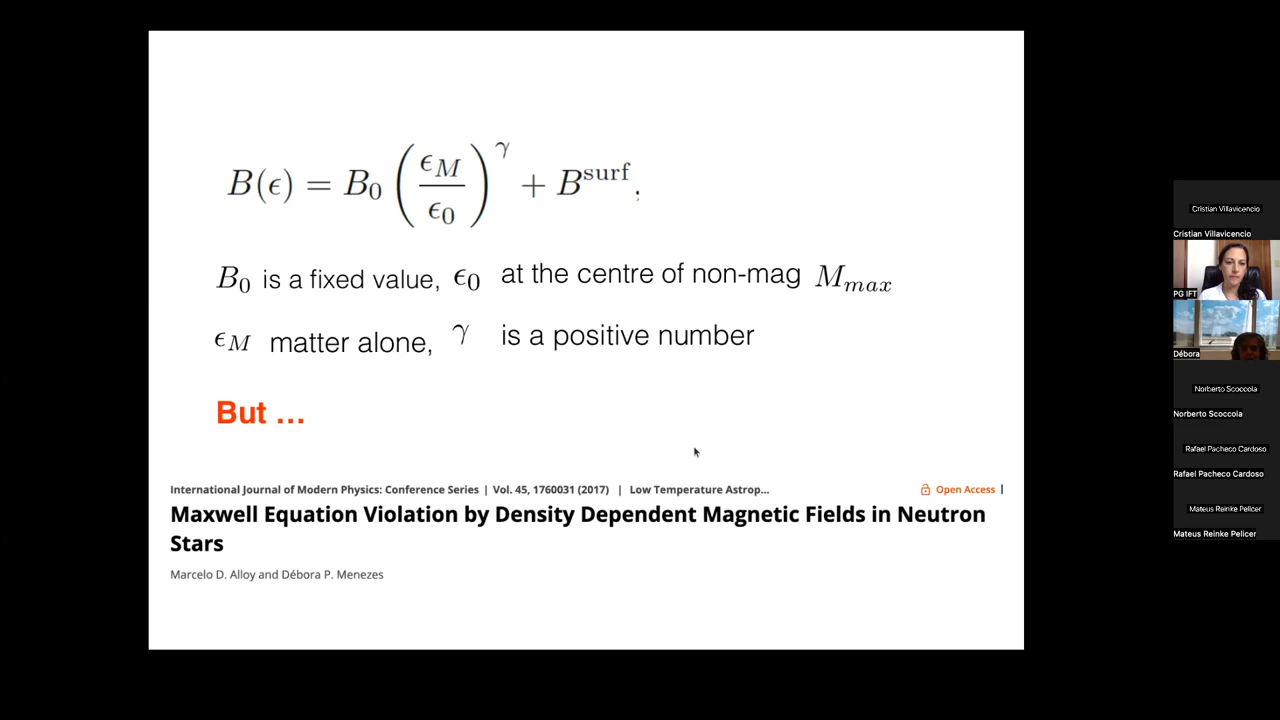 B(ϵ) = B₀ (ϵ_M / ϵ₀)^γ + B^surf.
B₀ is a fixed value, ϵ₀ at the centre of non-mag M_max
ϵ_M matter alone, γ is a positive number
But ...
International Journal of Modern Physics: Conference Series | Vol. 45, 1760031 (2017) | Low Temperature Astrop... Open Access |
Maxwell Equation Violation by Density Dependent Magnetic Fields in Neutron
Stars
Marcelo D. Alloy and Débora P. Menezes
Cristian Villavicencio
Cristian Villavicencio
PG IFT
Débora
Norberto Scoccola
Norberto Scoccola
Rafael Pacheco Cardoso
Rafael Pacheco Cardoso
Mateus Reinke Pelicer
Mateus Reinke Pelicer